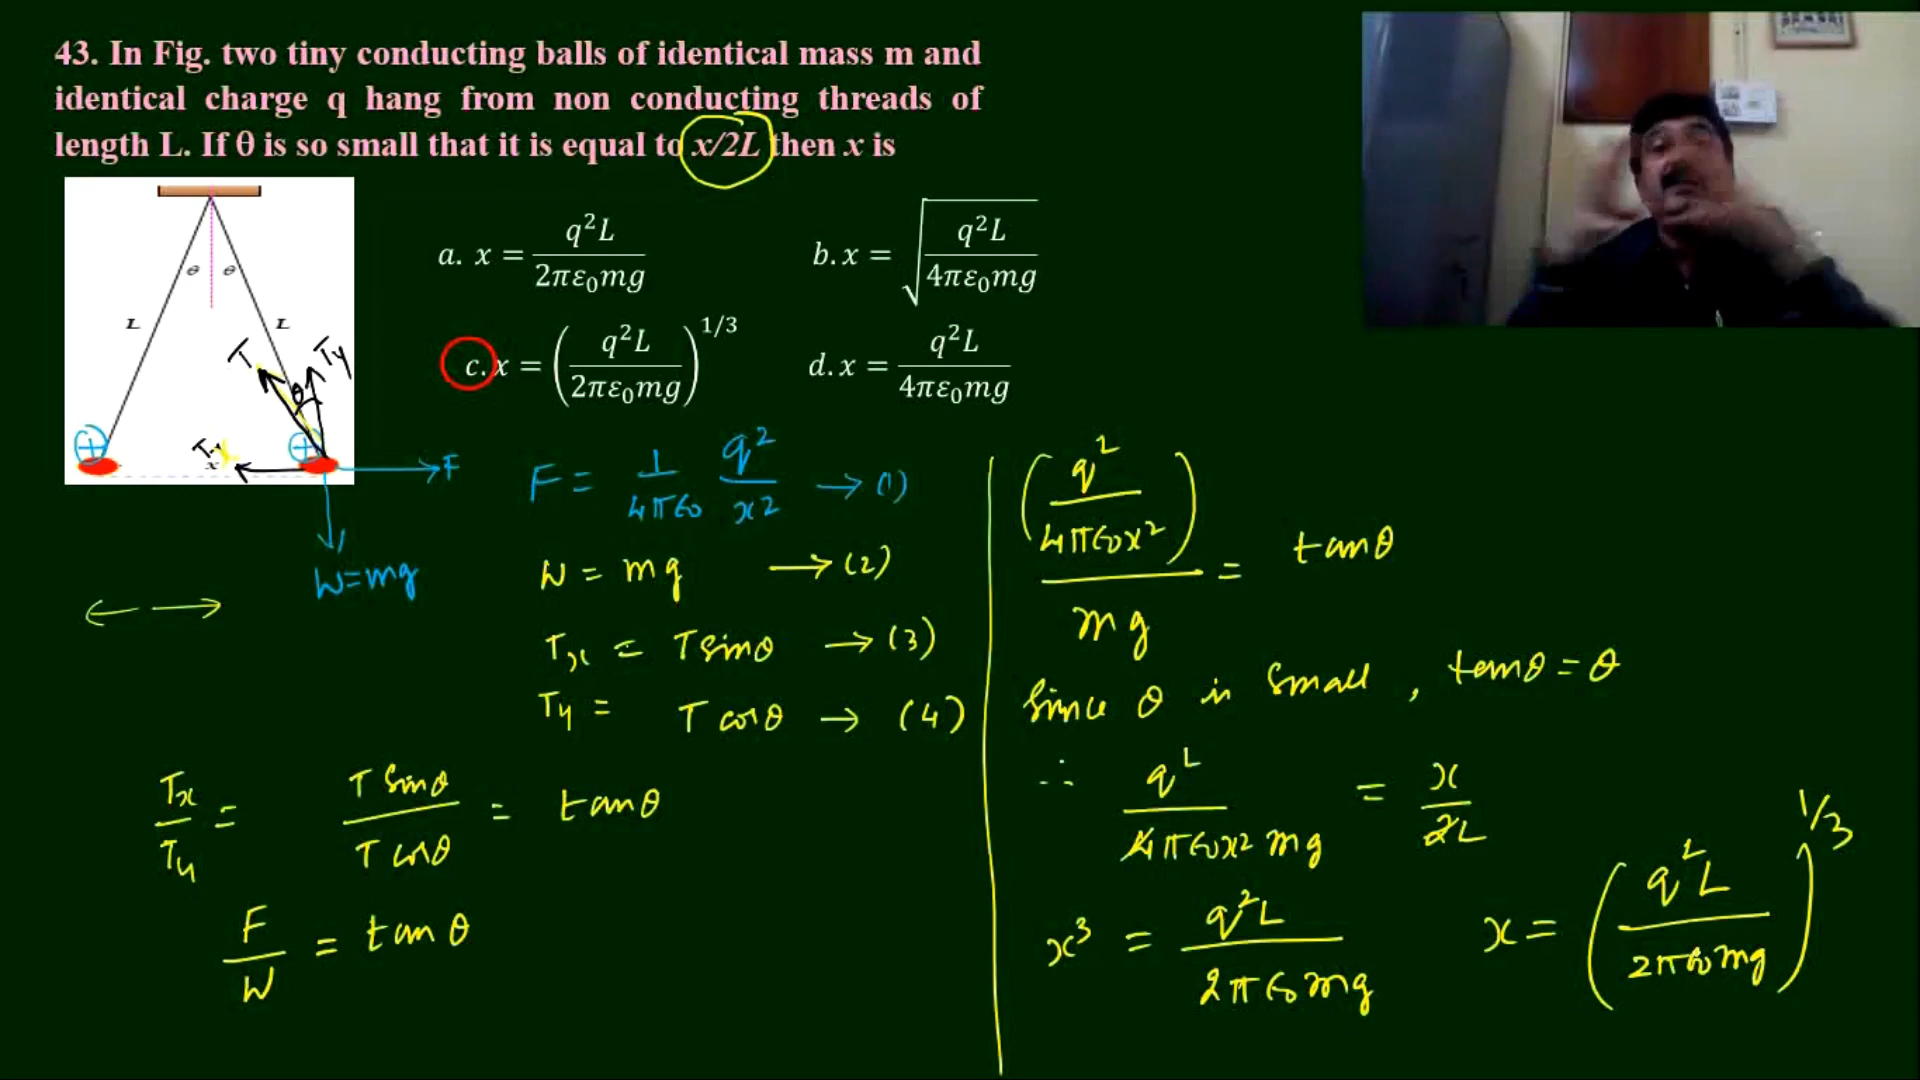 43. In Fig. two tiny conducting balls of identical mass m and
identical charge q hang from non conducting threads of
length L. If θ is so small that it is equal to x/2L then x is
a. x = q²L / 2πε₀mg
b. x = √(q²L / 4πε₀mg)
c. x = (q²L / 2πε₀mg)^1/3
d. x = q²L / 4πε₀mg
θ θ
L L
T θ Ty
+ +
Tx
x
F
W=mg
F = 1/4πε₀ q²/x² → (1)
W = mg → (2)
Tx = Tsinθ → (3)
Ty = T cosθ → (4)
Tx/Ty = T sinθ / T cosθ = tanθ
F/W = tanθ
(q² / 4πε₀x²) / mg = tanθ
Since θ is small, tanθ = θ
∴ q² / 4πε₀x² mg = x / 2L
x³ = q²L / 2πε₀mg
x = (q²L / 2πε₀mg)^1/3